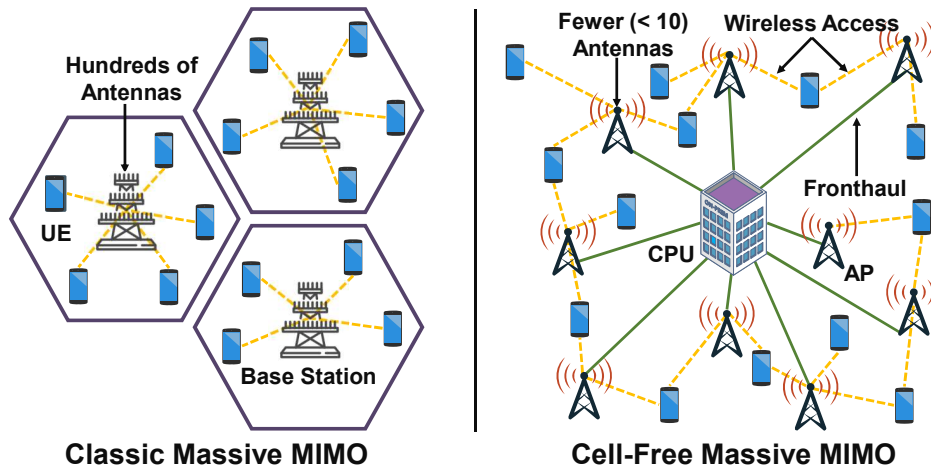 Hundreds of
Antennas
UE
Base Station
Classic Massive MIMO
Fewer (< 10)
Antennas
Wireless Access
Fronthaul
CPU
AP
Cell-Free Massive MIMO